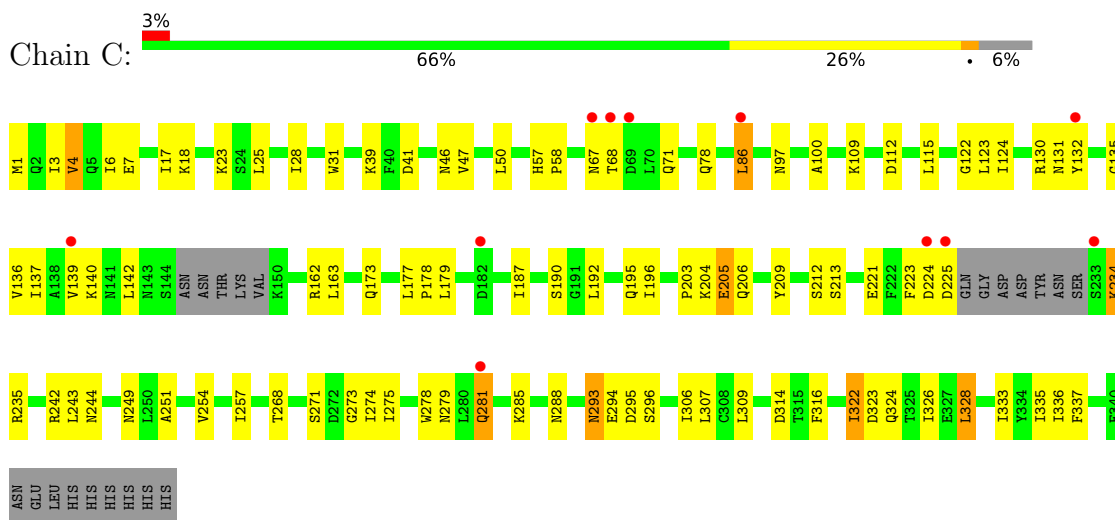 3%
Chain C:
66% 26% • 6%
M1 Q2 I3 V4 Q5 I6 E7 I17 K18 K23 S24 L25 I28 W31 K39 F40 D41 N46 V47 L50 H57 P58 N67 T68 D69 L70 Q71 Q78 L86 N97 A100 K109 D112 L115 G122 L123 I124 R130 N131 Y132 G135
V136 I137 A138 V139 K140 N141 L142 N143 S144 ASN ASN THR LYS VAL K150 R162 L163 Q173 L177 P178 L179 D182 I187 S190 G191 L192 Q195 I196 P203 K204 E205 Q206 Y209 S212 S213 E221 F222 F223 D224 D225 GLN GLY ASP ASP TYR ASN SER S233 K234
R235 R242 L243 N244 N249 L250 A251 V254 I257 T268 S271 D272 G273 I274 I275 W278 N279 L280 Q281 K285 N288 N293 E294 D295 S296 I306 L307 C308 L309 D314 T315 F316 I322 D323 Q324 T325 I326 E327 L328 I333 Y334 I335 I336 F337 E340
ASN GLU LEU HIS HIS HIS HIS HIS HIS